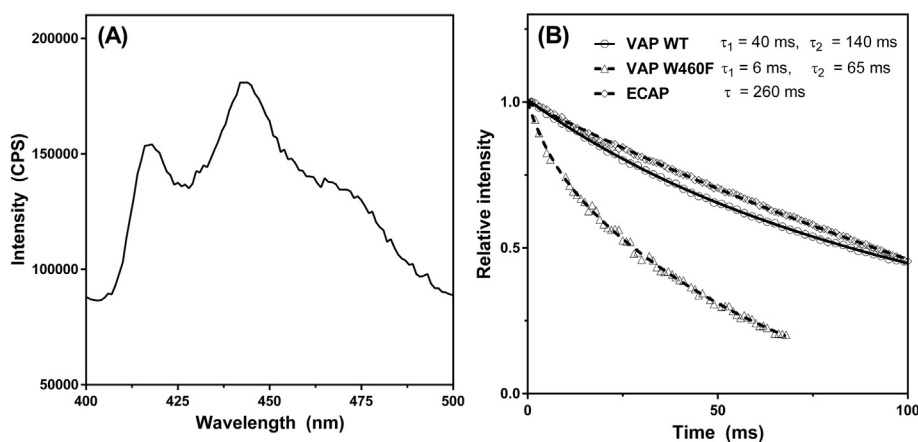 (A)
200000
150000
100000
50000
Intensity (CPS)
400 425 450 475 500
Wavelength (nm)
(B)
VAP WT τ1 = 40 ms, τ2 = 140 ms
VAP W460F τ1 = 6 ms, τ2 = 65 ms
ECAP τ = 260 ms
1.0
0.5
0.0
Relative intensity
0 50 100
Time (ms)